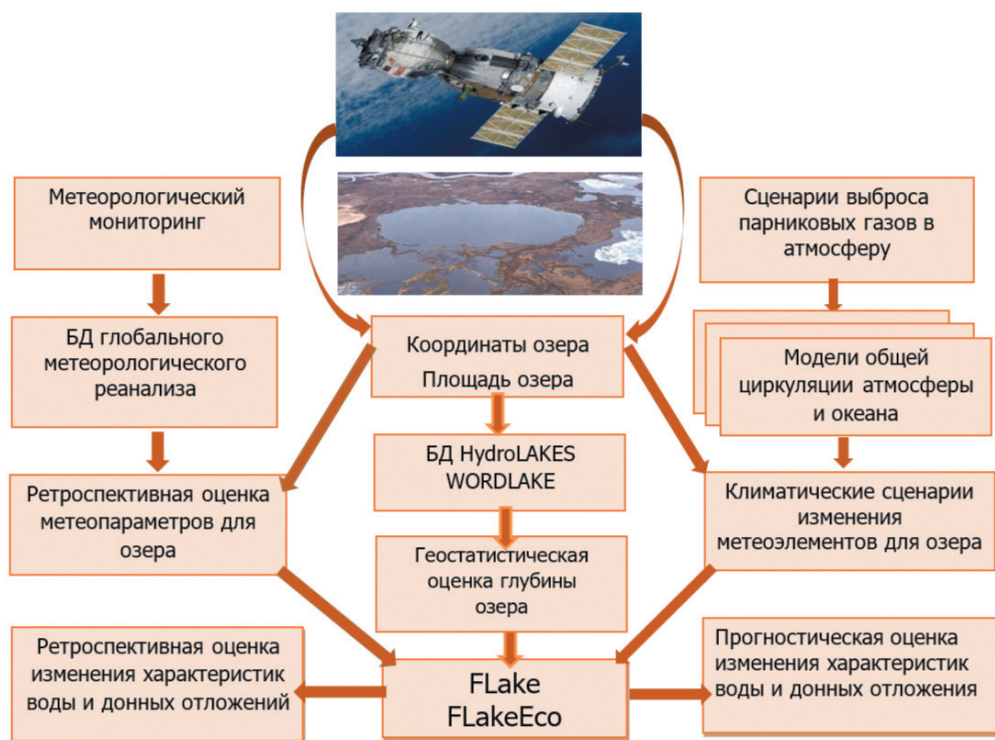 Метеорологический
мониторинг
БД глобального
метеорологического
реанализа
Ретроспективная оценка
метеопараметров для
озера
Ретроспективная оценка
изменения характеристик
воды и донных отложений
Координаты озера
Площадь озера
БД HydroLAKES
WORDLAKE
Геостатистическая
оценка глубины
озера
FLake
FLakeEco
Сценарии выброса
парниковых газов в
атмосферу
Модели общей
циркуляции атмосферы
и океана
Климатические сценарии
изменения
метеоэлементов для озера
Прогностическая оценка
изменения характеристик
воды и донных отложения